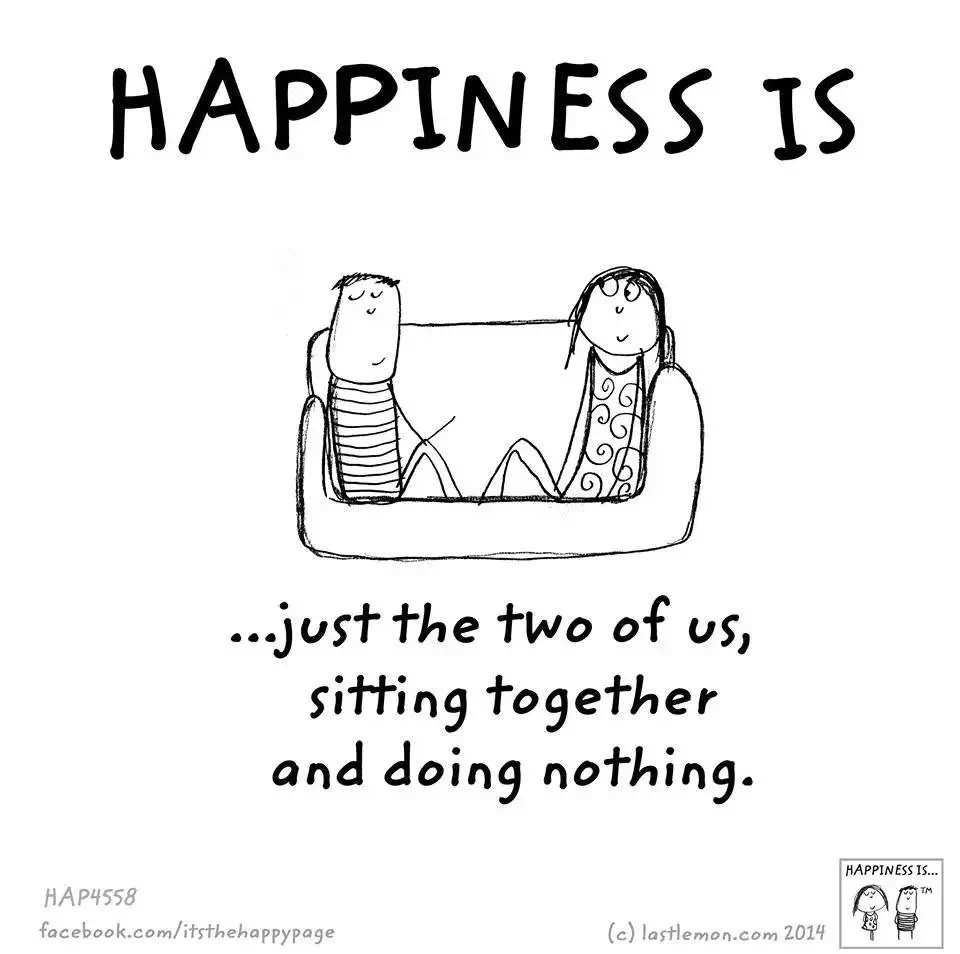 HAPPINESS IS
...just the two of us,
sitting together
and doing nothing.
HAP4558
facebook.com/itsthehappypage
(c) lastlemon.com 2014
HAPPINESS IS...
TM